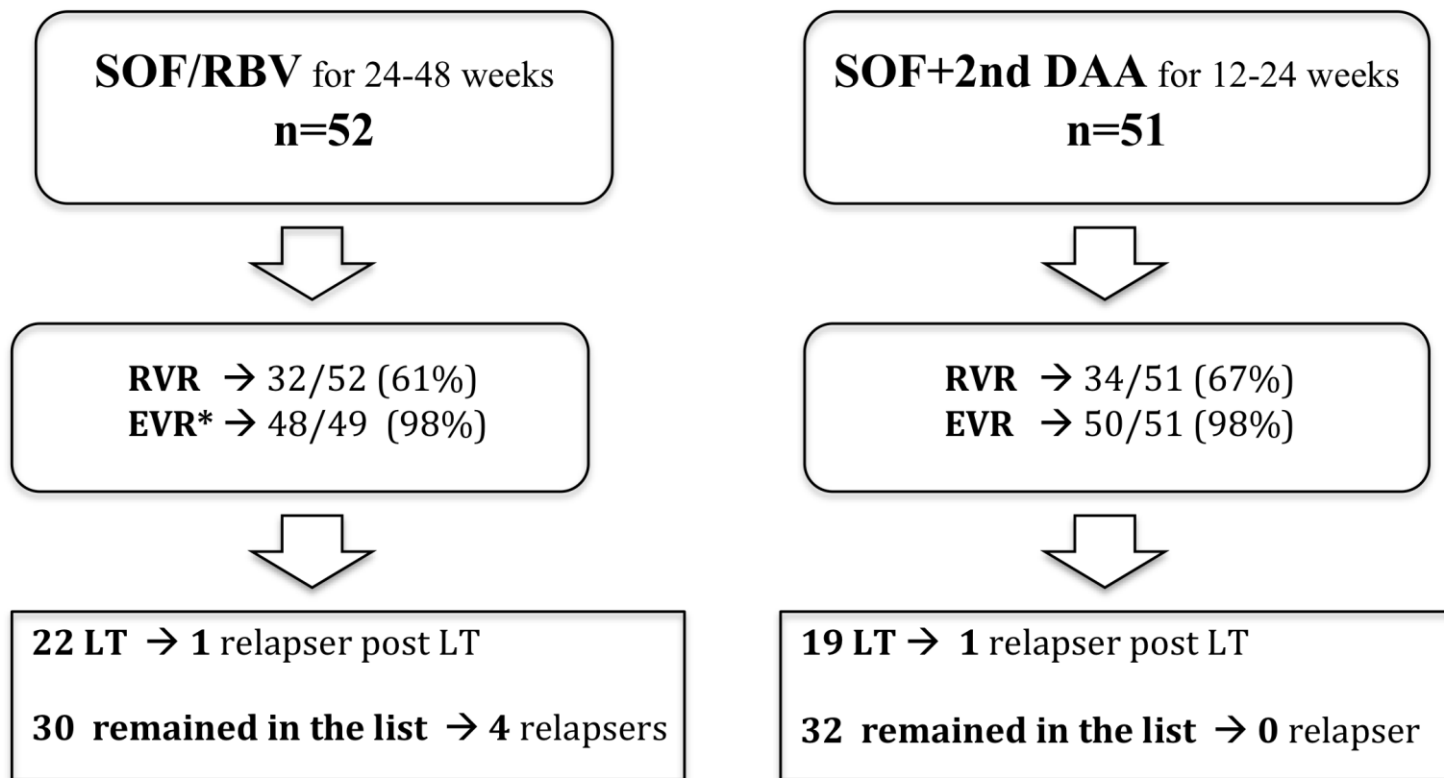 SOF/RBV for 24-48 weeks
n=52
RVR → 32/52 (61%)
EVR* → 48/49 (98%)
22 LT → 1 relapser post LT
30 remained in the list → 4 relapsers
SOF+2nd DAA for 12-24 weeks
n=51
RVR → 34/51 (67%)
EVR → 50/51 (98%)
19 LT → 1 relapser post LT
32 remained in the list → 0 relapser